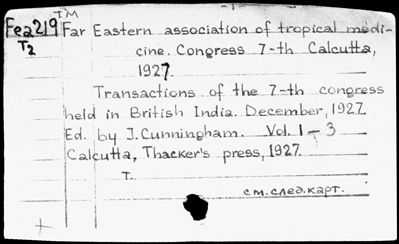 TM
Fea219 Far Eastern association of tropical medi-
T2 cine. Congress 7-th Calcutta,
1927.
Transactions of the 7-th congress
held in British India. December, 1927.
Ed. by J. Cunningham. Vol. 1-3
Calcutta, Thacker's press, 1927.
T.
см. след. карт.
+